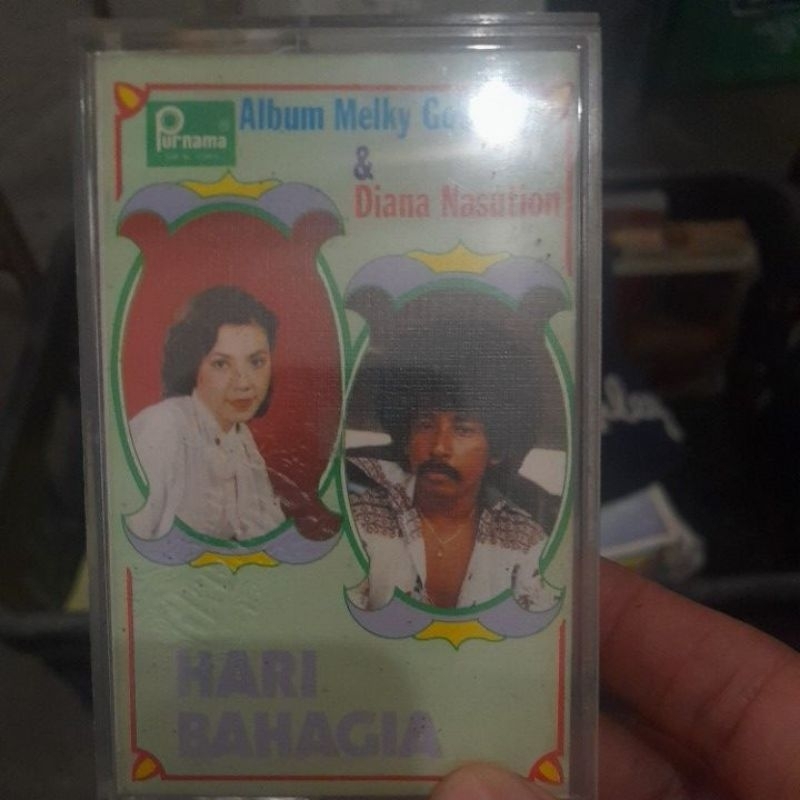 Purnama
Album Melky
&
Diana Nasution
HARI
BAHAGIA